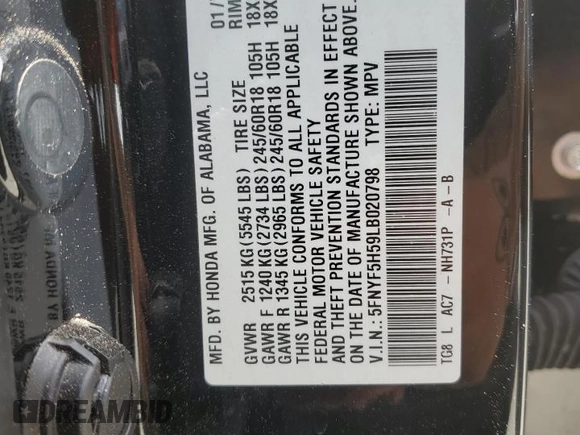 MFD. BY HONDA MFG. OF ALABAMA, LLC 01/
GVWR 2515 KG (5545 LBS) TIRE SIZE RIM
GAWR F 1240 KG (2734 LBS) 245/60R18 105H 18X
GAWR R 1345 KG (2965 LBS) 245/60R18 105H 18X
THIS VEHICLE CONFORMS TO ALL APPLICABLE
FEDERAL MOTOR VEHICLE SAFETY
AND THEFT PREVENTION STANDARDS IN EFFECT
ON THE DATE OF MANUFACTURE SHOWN ABOVE.
V.I.N.: 5FNYF5H59LB020798 TYPE: MPV
TG8 L AC7 - NH731P -A-B
DREAMBID